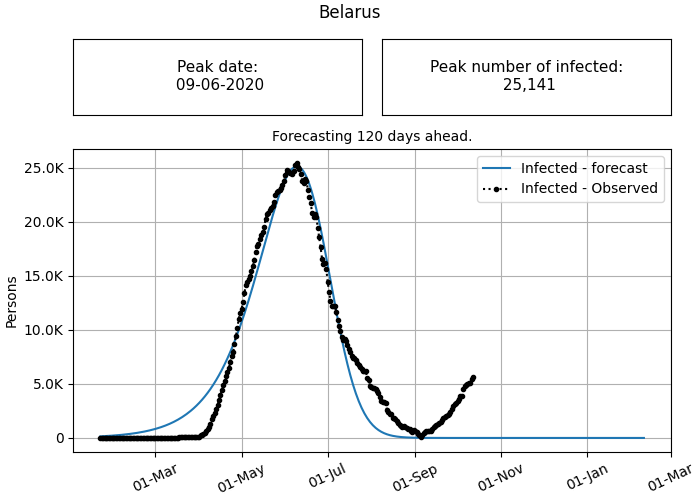 Belarus
Peak date:
09-06-2020
Peak number of infected:
25,141
Forecasting 120 days ahead.
Infected - forecast
Infected - Observed
25.0K
20.0K
15.0K
10.0K
5.0K
0
Persons
01-Mar
01-May
01-Jul
01-Sep
01-Nov
01-Jan
01-Mar